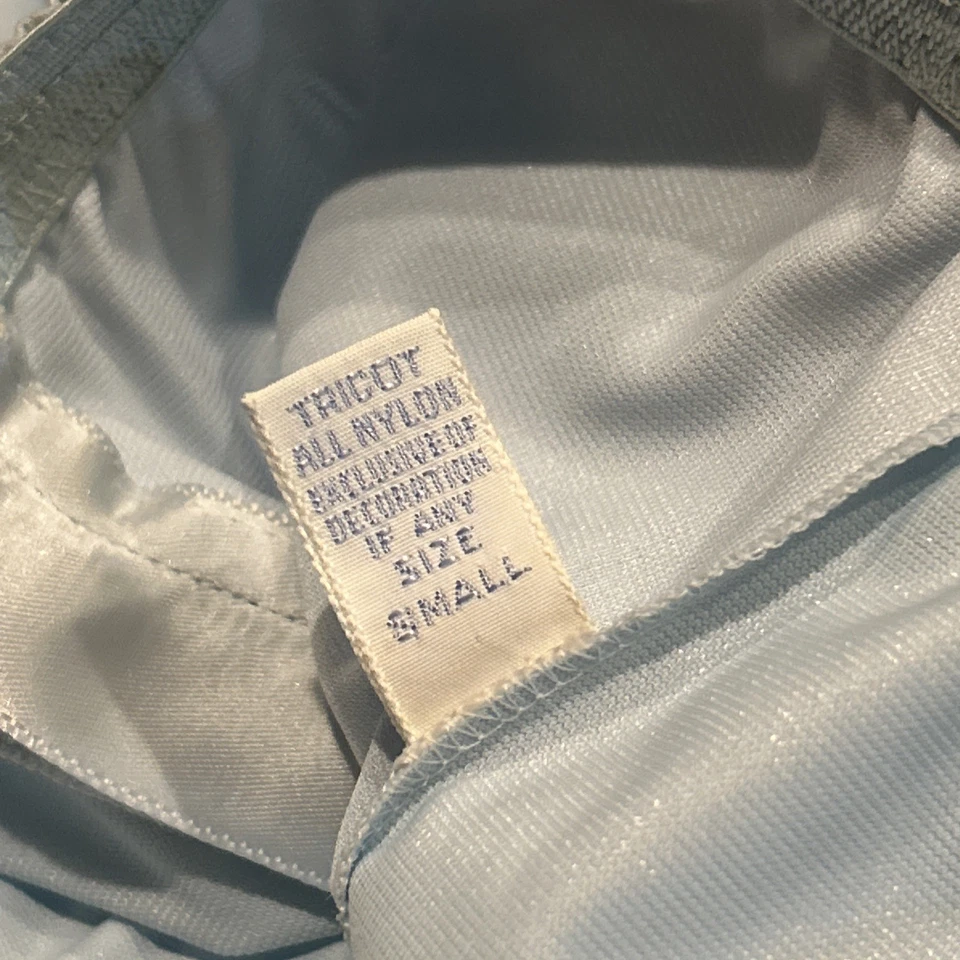 TRICOT
ALL NYLON
EXCLUSIVE OF
DECORATION
IF ANY
SIZE
SMALL